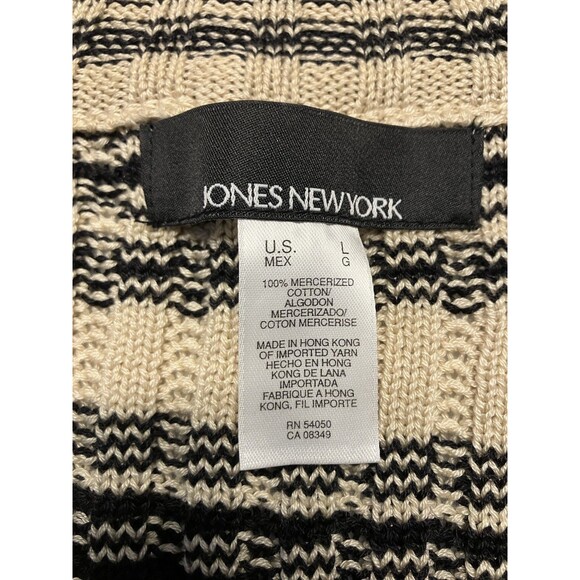 JONES NEW YORK
U.S. L
MEX G
100% MERCERIZED
COTTON/
ALGODON
MERCERIZADO/
COTON MERCERISE
MADE IN HONG KONG
OF IMPORTED YARN
HECHO EN HONG
KONG DE LANA
IMPORTADA
FABRIQUE A HONG
KONG, FIL IMPORTE
RN 54050
CA 08349